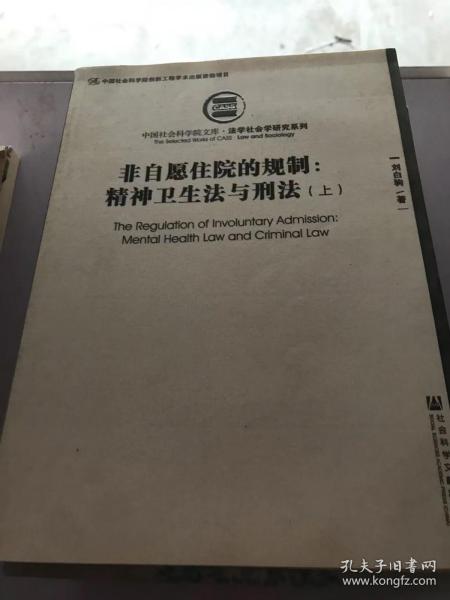 中国社会科学院创新工程学术出版资助项目
CASS
中国社会科学院文库·法学社会学研究系列
The Selected Works of CASS · Law and Sociology
非自愿住院的规制：
精神卫生法与刑法（上）
刘白驹 著
The Regulation of Involuntary Admission:
Mental Health Law and Criminal Law
社会科学文献
孔夫子旧书网
www.kongfz.com